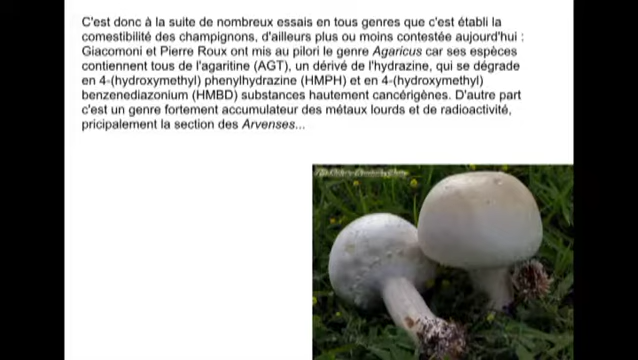 C'est donc à la suite de nombreux essais en tous genres que c'est établi la
comestibilité des champignons, d'ailleurs plus ou moins contestée aujourd'hui :
Giacomoni et Pierre Roux ont mis au pilori le genre Agaricus car ses espèces
contiennent tous de l'agaritine (AGT), un dérivé de l'hydrazine, qui se dégrade
en 4-(hydroxymethyl) phenylhydrazine (HMPH) et en 4-(hydroxymethyl)
benzenediazonium (HMBD) substances hautement cancérigènes. D'autre part
c'est un genre fortement accumulateur des métaux lourds et de radioactivité,
pricipalement la section des Arvenses...